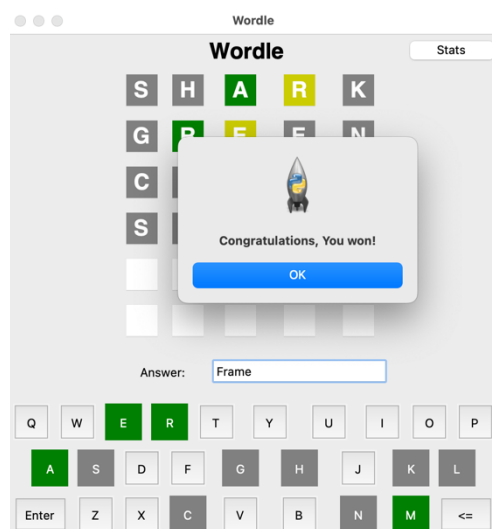 Wordle
Wordle
Stats
S H A R K
G R E E N
C
S
Congratulations, You won!
OK
Answer: Frame
Q W E R T Y U I O P
A S D F G H J K L
Enter Z X C V B N M <=